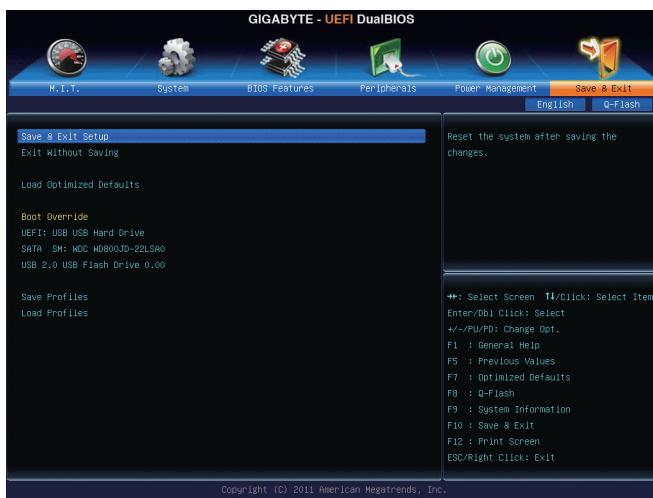 GIGABYTE - UEFI DualBIOS
M.I.T. System BIOS Features Peripherals Power Management Save & Exit
English Q-Flash
Save & Exit Setup
Exit Without Saving
Load Optimized Defaults
Boot Override
UEFI: USB USB Hard Drive
SATA SM: WDC WD800JD-22LSA0
USB 2.0 USB Flash Drive 0.00
Save Profiles
Load Profiles
Reset the system after saving the
changes.
→←: Select Screen ↑↓/Click: Select Item
Enter/Dbl Click: Select
+/-/PU/PD: Change Opt.
F1 : General Help
F5 : Previous Values
F7 : Optimized Defaults
F8 : Q-Flash
F9 : System Information
F10 : Save & Exit
F12 : Print Screen
ESC/Right Click: Exit
Copyright (C) 2011 American Megatrends, Inc.